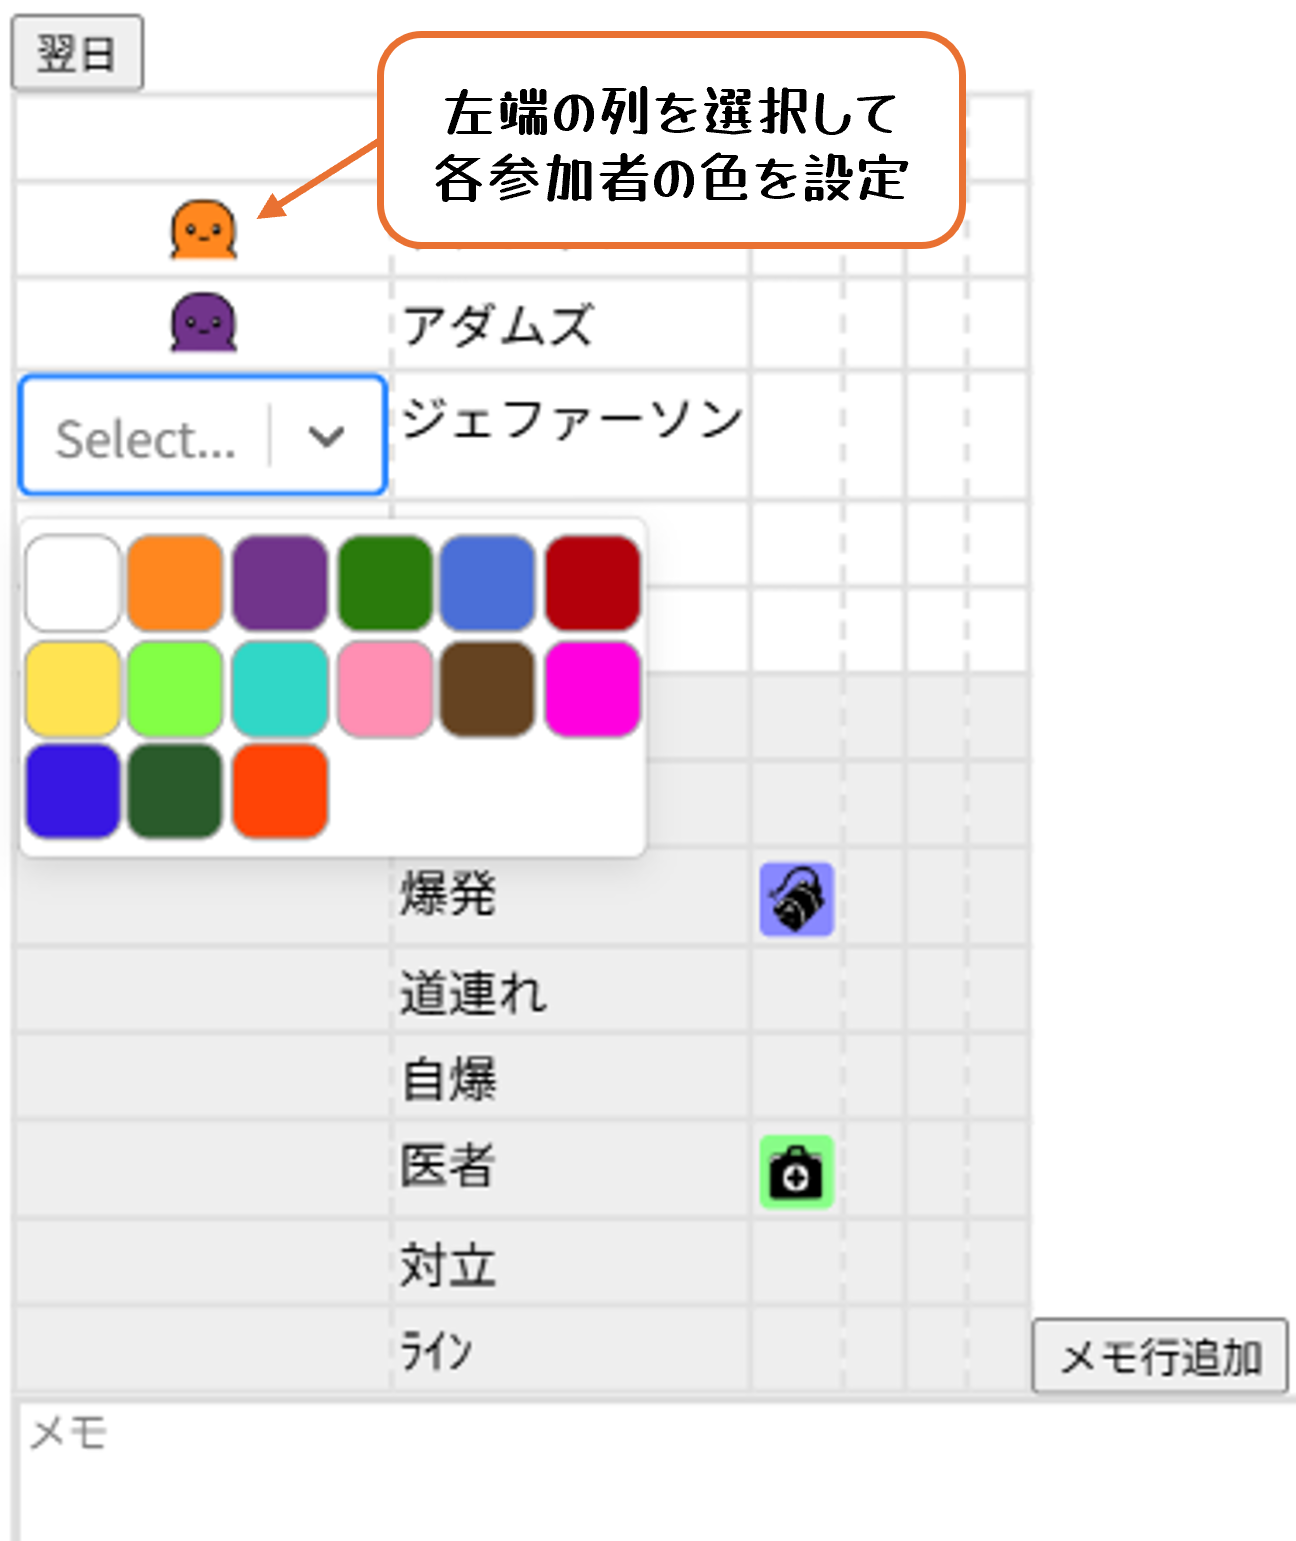 翌日
左端の列を選択して
各参加者の色を設定
アダムズ
Select...
ジェファーソン
爆発
道連れ
自爆
医者
対立
ﾗｲﾝ
メモ行追加
メモ